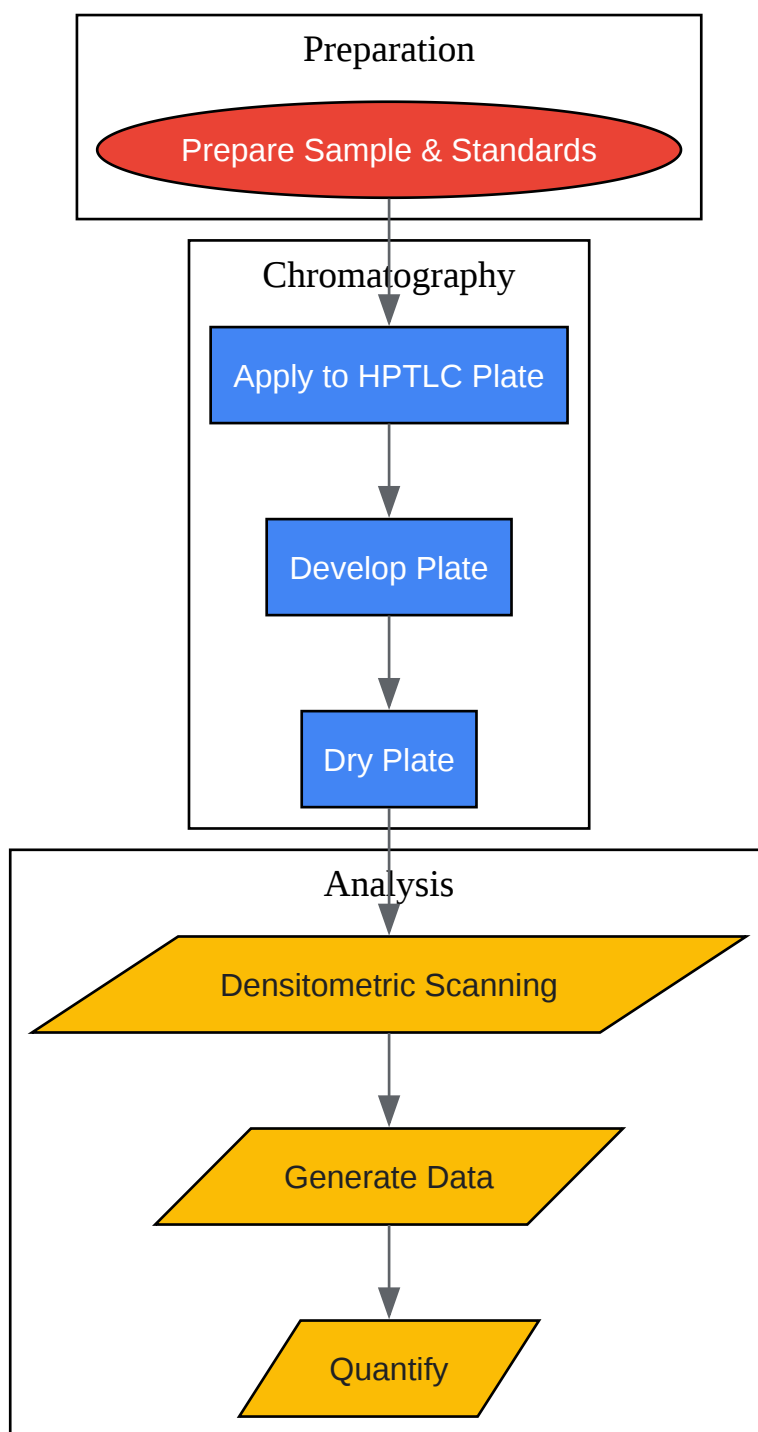 Preparation
Prepare Sample & Standards
Chromatography
Apply to HPTLC Plate
Develop Plate
Dry Plate
Analysis
Densitometric Scanning
Generate Data
Quantify